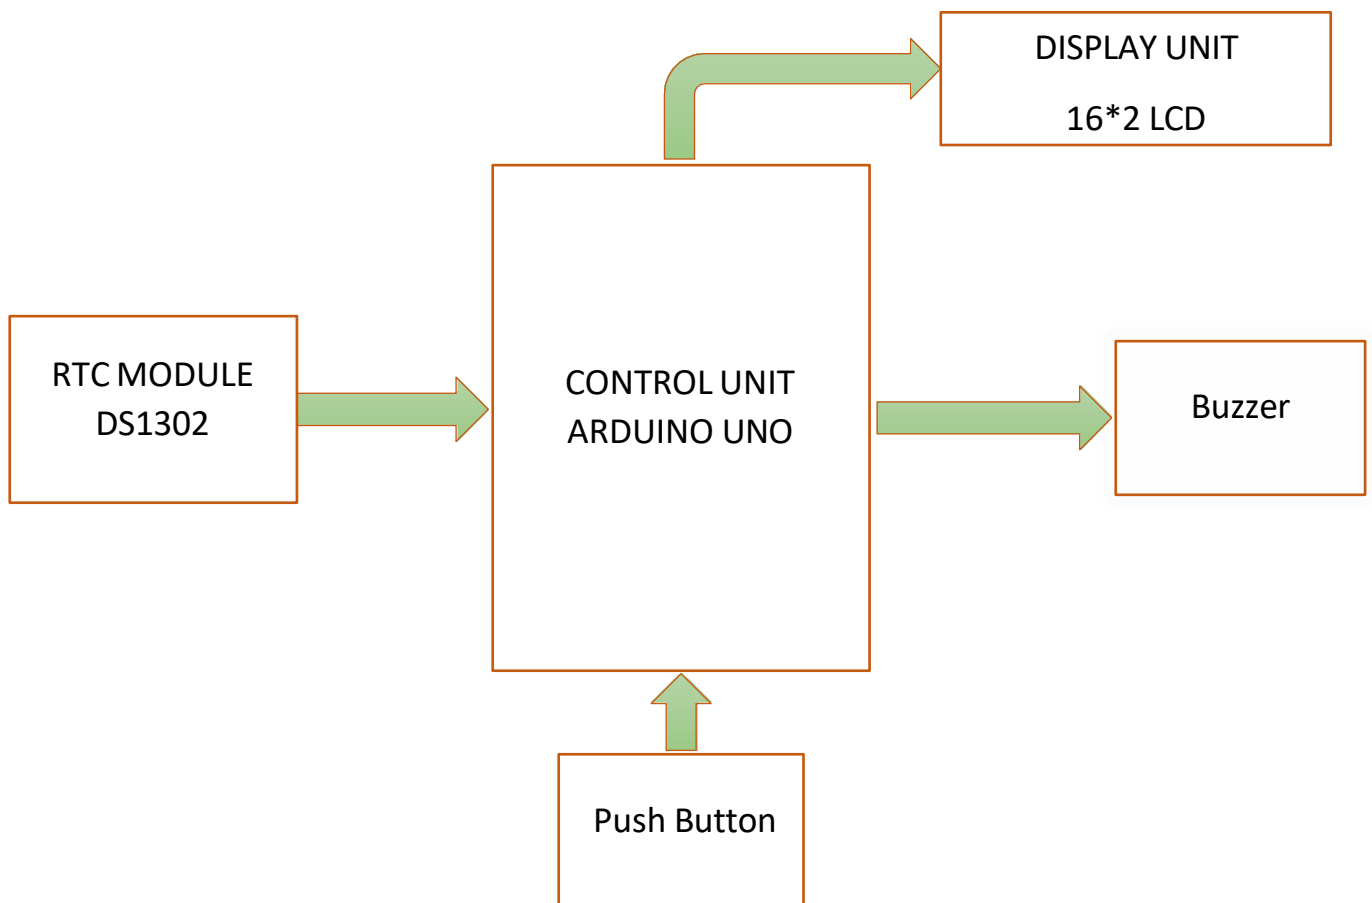 DISPLAY UNIT
16*2 LCD
RTC MODULE
DS1302
CONTROL UNIT
ARDUINO UNO
Buzzer
Push Button